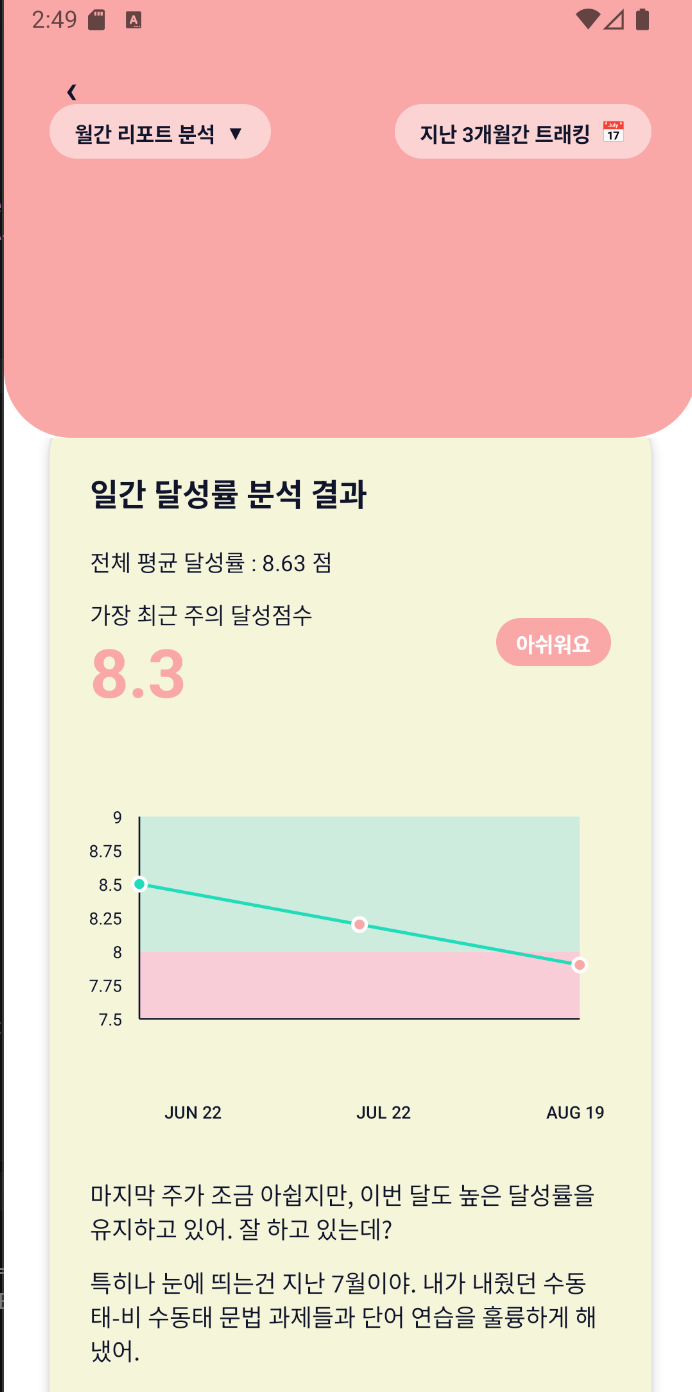 2:49
A
‹
월간 리포트 분석 ▼
지난 3개월간 트래킹 📅
일간 달성률 분석 결과
전체 평균 달성률 : 8.63 점
가장 최근 주의 달성점수
8.3
아쉬워요
9
8.75
8.5
8.25
8
7.75
7.5
JUN 22 JUL 22 AUG 19
마지막 주가 조금 아쉽지만, 이번 달도 높은 달성률을
유지하고 있어. 잘 하고 있는데?
특히나 눈에 띄는건 지난 7월이야. 내가 내줬던 수동
태-비 수동태 문법 과제들과 단어 연습을 훌륭하게 해
냈어.